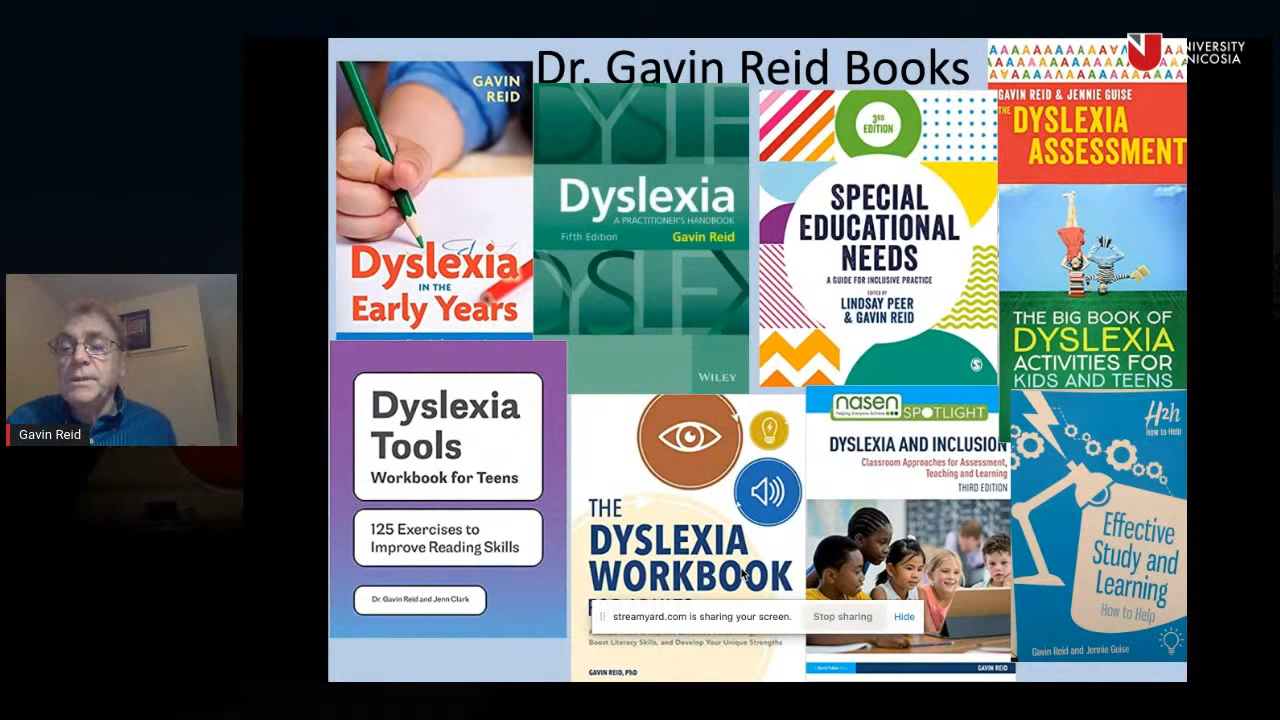 Dr. Gavin Reid Books
UNIVERSITY
NICOSIA
GAVIN
REID
Dyslexia
IN THE
Early Years
Dyslexia
A PRACTITIONER'S HANDBOOK
Fifth Edition
Gavin Reid
WILEY
3RD
EDITION
SPECIAL
EDUCATIONAL
NEEDS
A GUIDE FOR INCLUSIVE PRACTICE
EDITED BY
LINDSAY PEER
& GAVIN REID
GAVIN REID & JENNIE GUISE
THE
DYSLEXIA
ASSESSMENT
THE BIG BOOK OF
DYSLEXIA
ACTIVITIES FOR
KIDS AND TEENS
Gavin Reid
Dyslexia
Tools
Workbook for Teens
125 Exercises to
Improve Reading Skills
Dr. Gavin Reid and Jenn Clark
THE
DYSLEXIA
WORKBOOK
streamyard.com is sharing your screen.
Stop sharing
Hide
Boost Literacy Skills, and Develop Your Unique Strengths
GAVIN REID, PhD
nasen
Helping Everyone Achieve
SPOTLIGHT
DYSLEXIA AND INCLUSION
Classroom Approaches for Assessment,
Teaching and Learning
THIRD EDITION
GAVIN REID
H2h
How to Help
Effective
Study and
Learning
How to Help
Gavin Reid and Jennie Guise